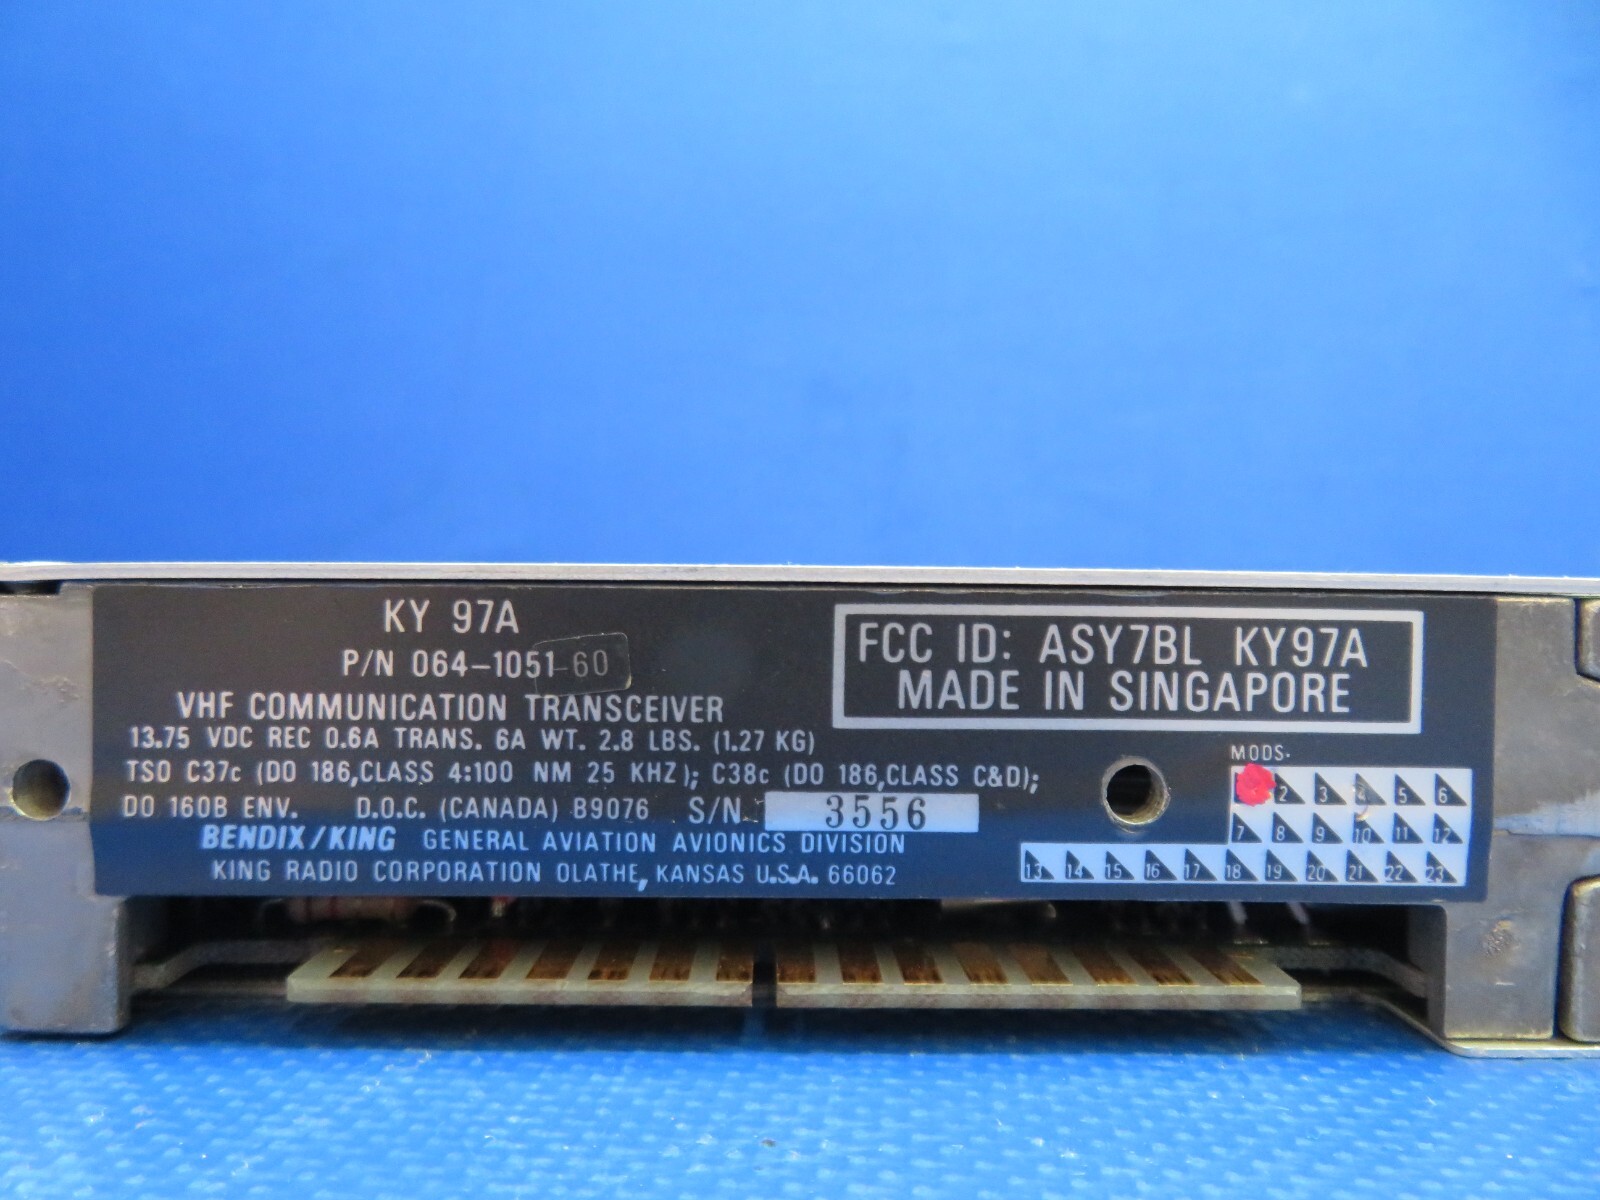 KY 97A
P/N 064-1051-60
VHF COMMUNICATION TRANSCEIVER
13.75 VDC REC 0.6A TRANS. 6A WT. 2.8 LBS. (1.27 KG)
TSO C37c (DO 186,CLASS 4:100 NM 25 KHZ); C38c (DO 186,CLASS C&D);
DO 160B ENV. D.O.C. (CANADA) B9076 S/N 3556
BENDIX/KING GENERAL AVIATION AVIONICS DIVISION
KING RADIO CORPORATION OLATHE, KANSAS U.S.A. 66062
FCC ID: ASY7BL KY97A
MADE IN SINGAPORE
MODS.
2 3 4 5 6
7 8 9 10 11 12
13 14 15 16 17 18 19 20 21 22 23